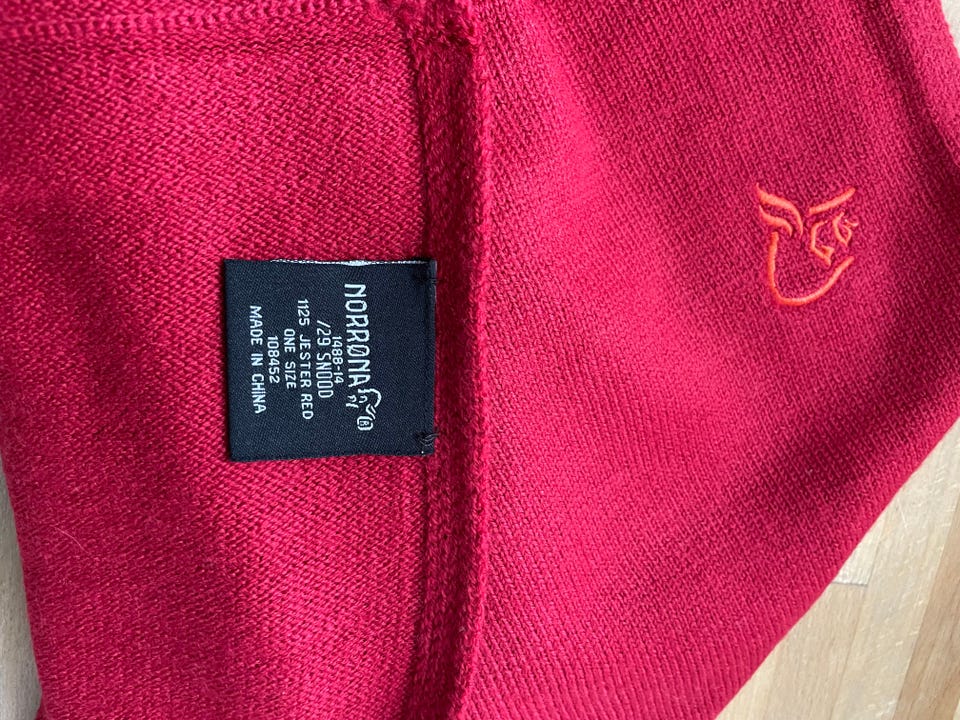 NORRØNA ®
1488-14
/29 SNOOD
1125 JESTER RED
ONE SIZE
108452
MADE IN CHINA